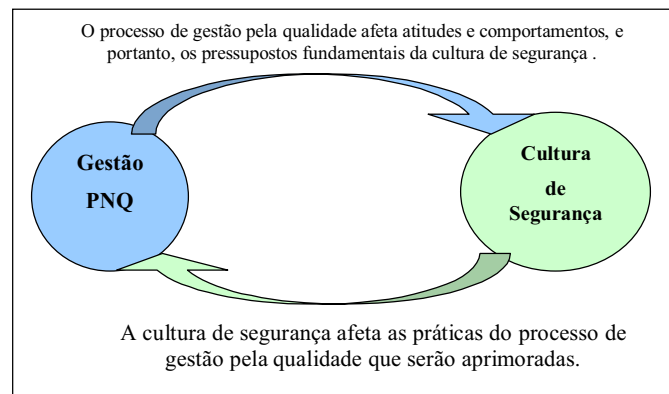 O processo de gestão pela qualidade afeta atitudes e comportamentos, e
portanto, os pressupostos fundamentais da cultura de segurança .
Gestão
PNQ
Cultura
de
Segurança
A cultura de segurança afeta as práticas do processo de
gestão pela qualidade que serão aprimoradas.